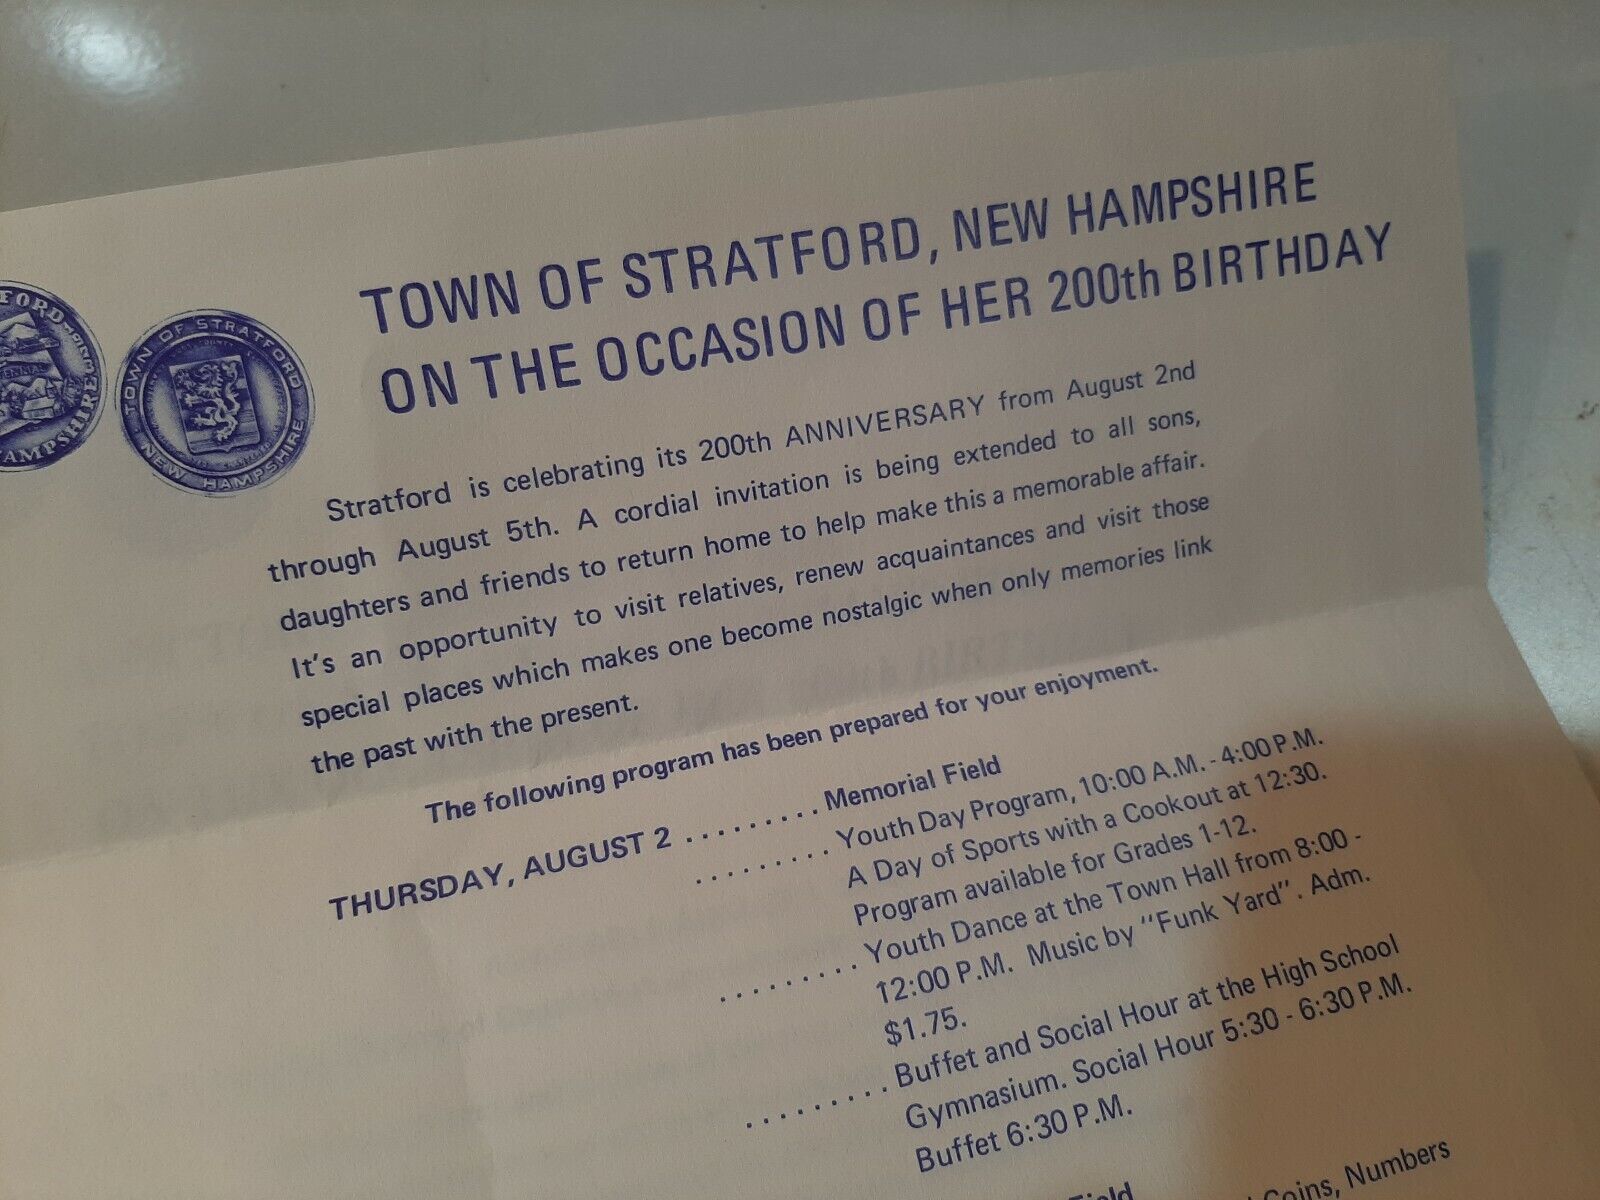 TOWN OF STRATFORD, NEW HAMPSHIRE
ON THE OCCASION OF HER 200th BIRTHDAY
FORD
AMPSHIRE
TOWN OF STRATFORD
NEW HAMPSHIRE
Stratford is celebrating its 200th ANNIVERSARY from August 2nd
through August 5th. A cordial invitation is being extended to all sons,
daughters and friends to return home to help make this a memorable affair.
It's an opportunity to visit relatives, renew acquaintances and visit those
special places which makes one become nostalgic when only memories link
the past with the present.
The following program has been prepared for your enjoyment.
THURSDAY, AUGUST 2 ......... Memorial Field
......... Youth Day Program, 10:00 A.M. - 4:00 P.M.
A Day of Sports with a Cookout at 12:30.
Program available for Grades 1-12.
......... Youth Dance at the Town Hall from 8:00 -
12:00 P.M. Music by "Funk Yard". Adm.
$1.75.
......... Buffet and Social Hour at the High School
Gymnasium. Social Hour 5:30 - 6:30 P.M.
Buffet 6:30 P.M.
Field
Coins, Numbers